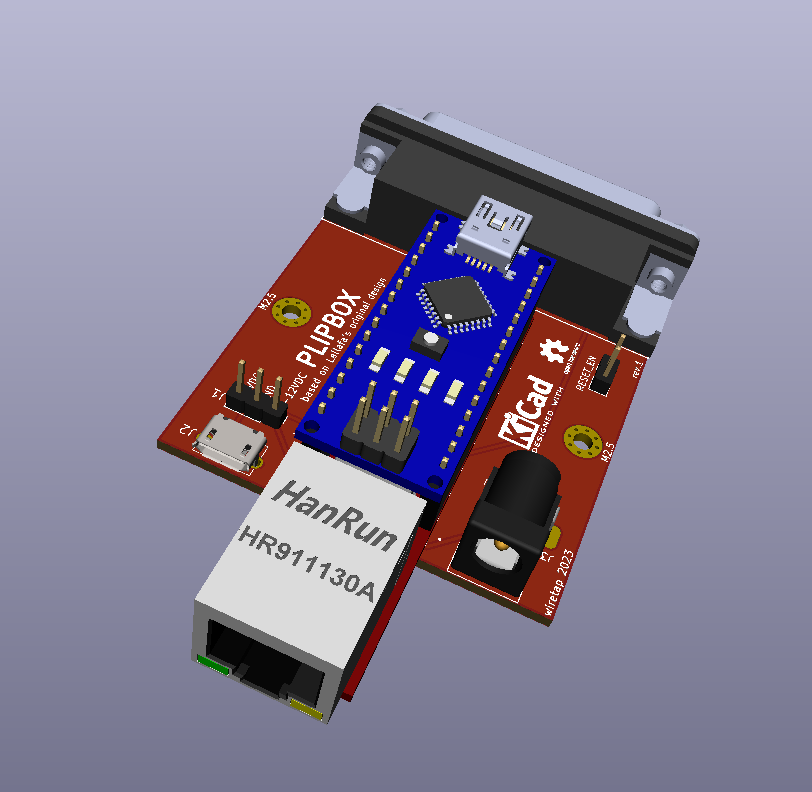 M2.5
PLIPBOX
based on Lallafa's original design
-12VDC
J1
J2
KiCad
DESIGNED WITH
RESET_EN
rev.1
M2.5
wiretap 2023
HanRun
HR911130A